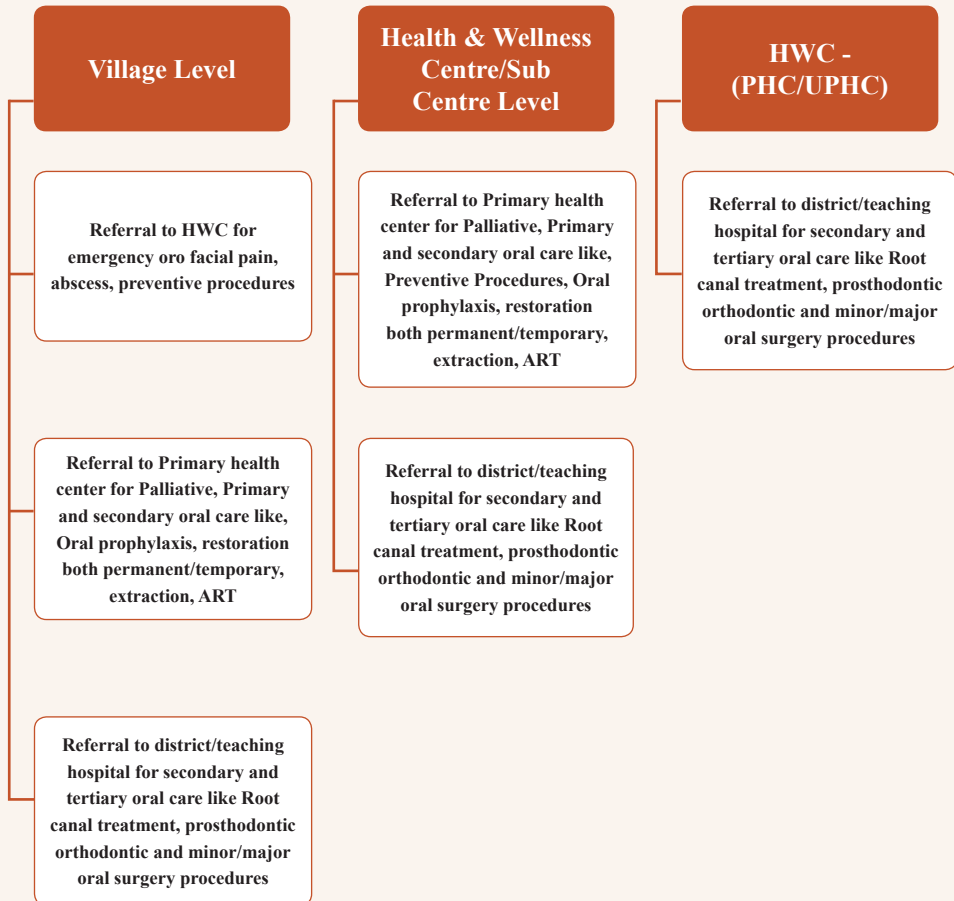 Village Level
Referral to HWC for
emergency oro facial pain,
abscess, preventive procedures
Referral to Primary health
center for Palliative, Primary
and secondary oral care like,
Oral prophylaxis, restoration
both permanent/temporary,
extraction, ART
Referral to district/teaching
hospital for secondary and
tertiary oral care like Root
canal treatment, prosthodontic
orthodontic and minor/major
oral surgery procedures
Health & Wellness
Centre/Sub
Centre Level
Referral to Primary health
center for Palliative, Primary
and secondary oral care like,
Preventive Procedures, Oral
prophylaxis, restoration
both permanent/temporary,
extraction, ART
Referral to district/teaching
hospital for secondary and
tertiary oral care like Root
canal treatment, prosthodontic
orthodontic and minor/major
oral surgery procedures
HWC -
(PHC/UPHC)
Referral to district/teaching
hospital for secondary and
tertiary oral care like Root
canal treatment, prosthodontic
orthodontic and minor/major
oral surgery procedures